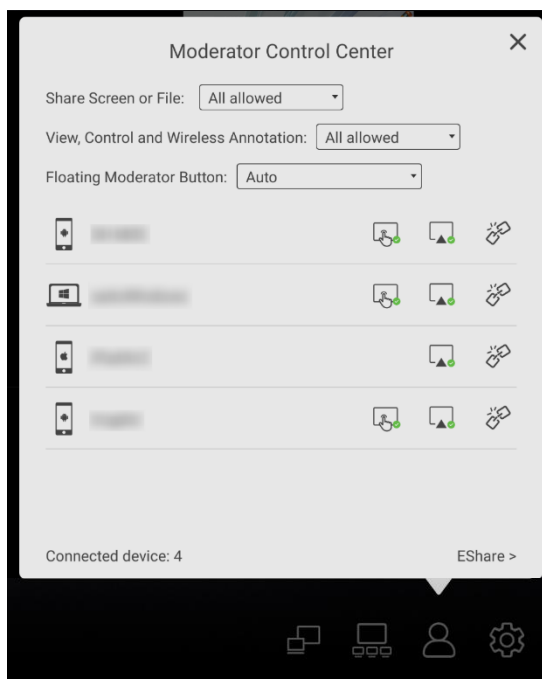 Moderator Control Center
Share Screen or File: All allowed
View, Control and Wireless Annotation: All allowed
Floating Moderator Button: Auto
Connected device: 4 EShare >